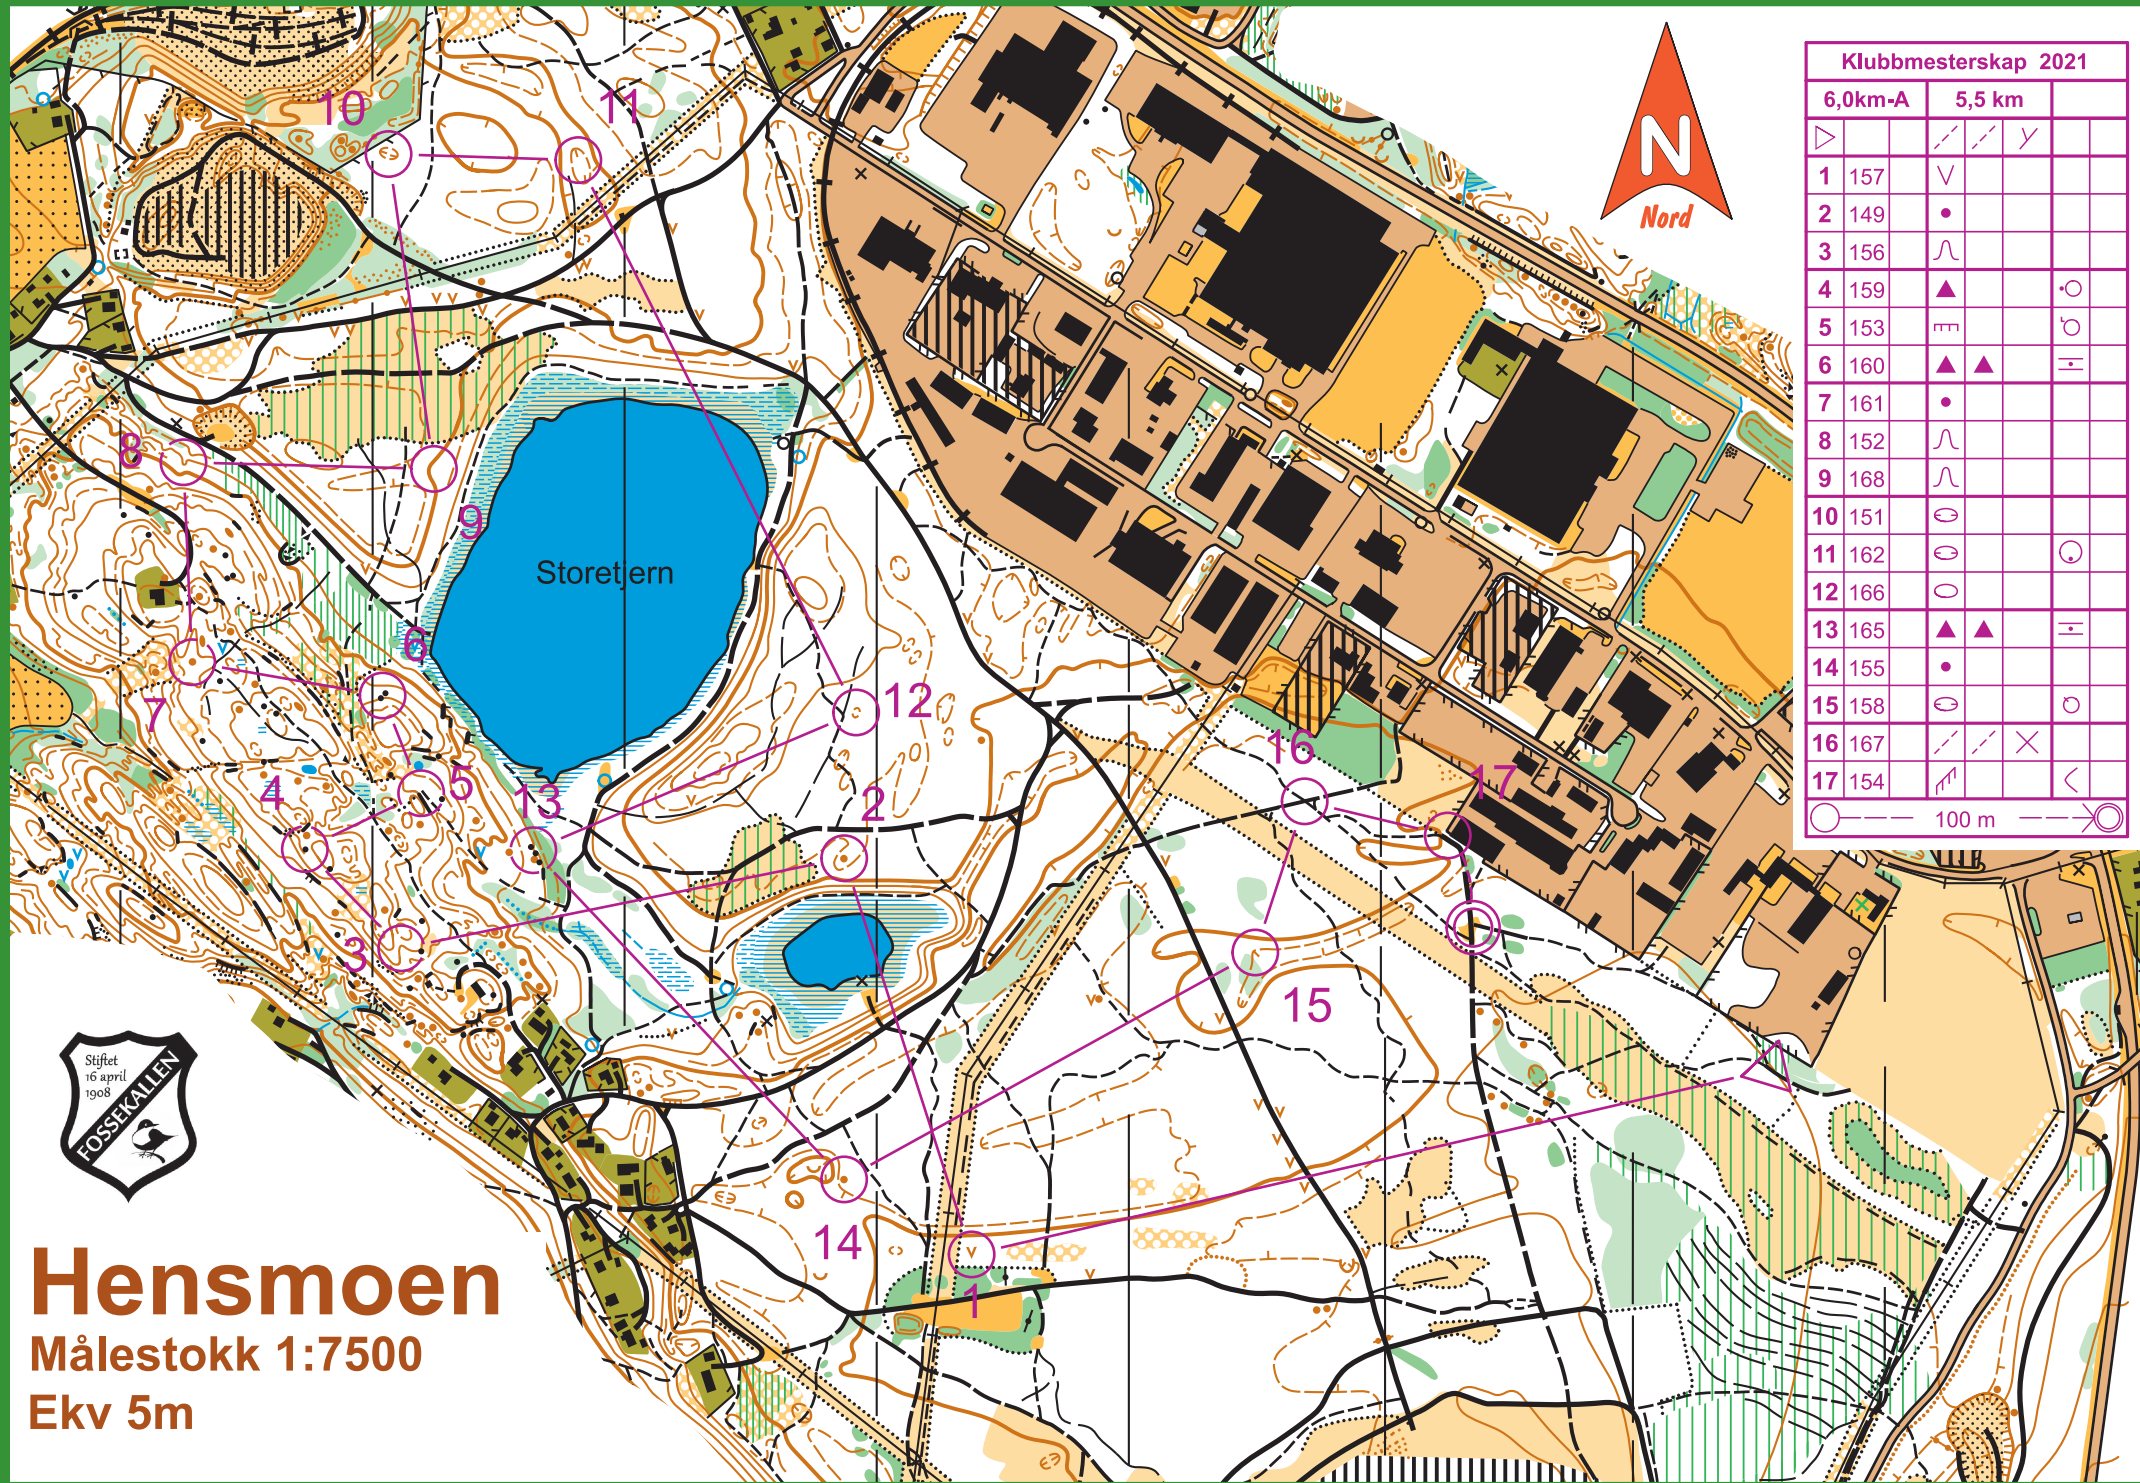 Klubbmesterskap 2021
6,0km-A 5,5 km
1 157
2 149
3 156
4 159
5 153
6 160
7 161
8 152
9 168
10 151
11 162
12 166
13 165
14 155
15 158
16 167
17 154
100 m
N
Nord
10
11
8
9
Storetjern
6
7
12
4
5
13
2
16
17
3
15
14
1
Stiftet
16 april
1908
FOSSEKALLEN
Hensmoen
Målestokk 1:7500
Ekv 5m